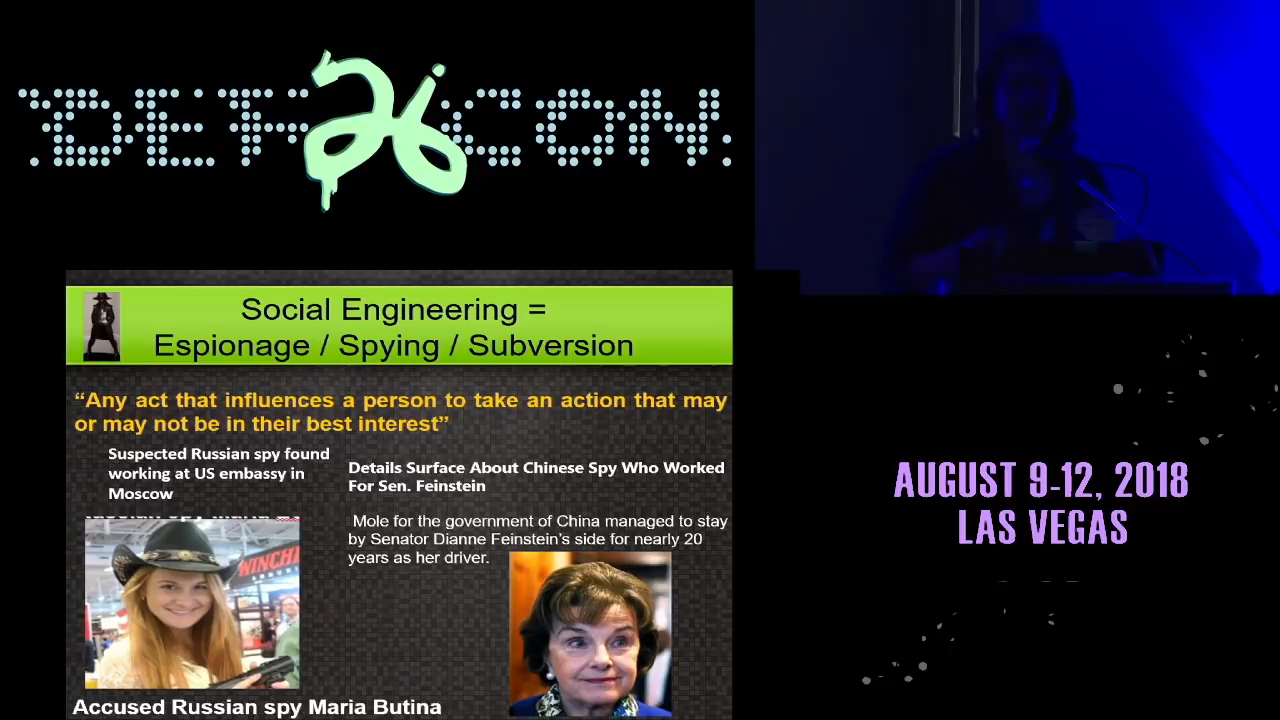 DEF CON 26
Social Engineering =
Espionage / Spying / Subversion
“Any act that influences a person to take an action that may
or may not be in their best interest”
Suspected Russian spy found
working at US embassy in
Moscow
Details Surface About Chinese Spy Who Worked
For Sen. Feinstein
Mole for the government of China managed to stay
by Senator Dianne Feinstein’s side for nearly 20
years as her driver.
WINCHE
Accused Russian spy Maria Butina
AUGUST 9-12, 2018
LAS VEGAS